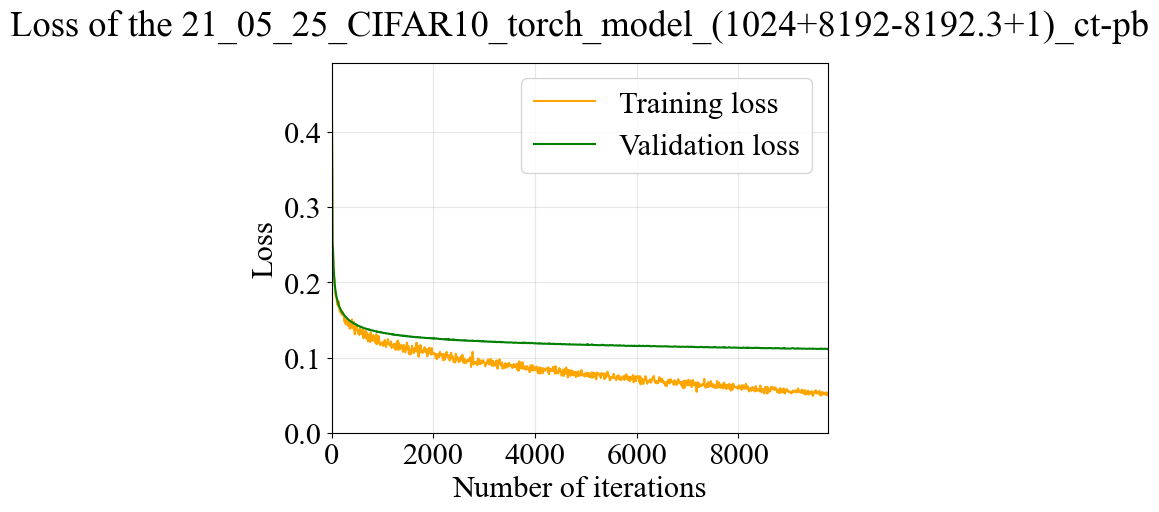 Loss of the 21_05_25_CIFAR10_torch_model_(1024+8192-8192.3+1)_ct-pb
Training loss
Validation loss
0.4
0.3
0.2
0.1
0.0
Loss
0 2000 4000 6000 8000
Number of iterations